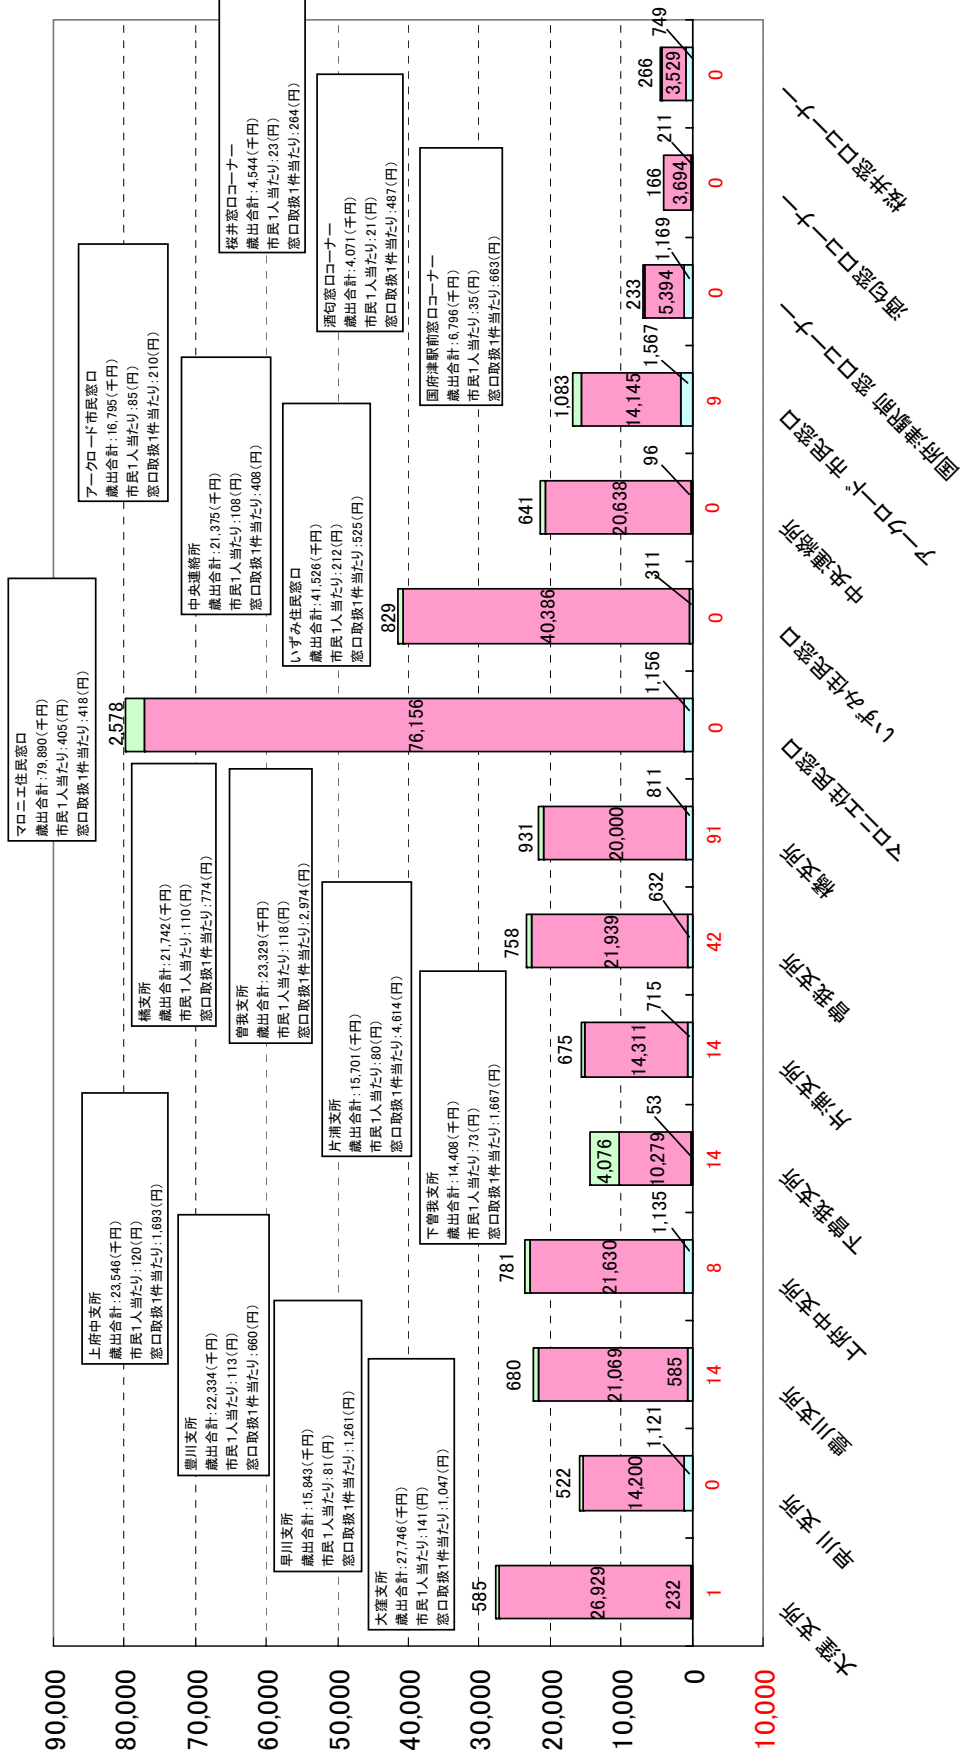 90,000
80,000
70,000
60,000
50,000
40,000
30,000
20,000
10,000
0
10,000
大窪支所
歳出合計:27,746(千円)
市民1人当たり:141(円)
窓口取扱1件当たり:1,047(円)
早川支所
歳出合計:15,843(千円)
市民1人当たり:81(円)
窓口取扱1件当たり:1,261(円)
豊川支所
歳出合計:22,334(千円)
市民1人当たり:113(円)
窓口取扱1件当たり:660(円)
上府中支所
歳出合計:23,546(千円)
市民1人当たり:120(円)
窓口取扱1件当たり:1,693(円)
下曽我支所
歳出合計:14,408(千円)
市民1人当たり:73(円)
窓口取扱1件当たり:1,667(円)
片浦支所
歳出合計:15,701(千円)
市民1人当たり:80(円)
窓口取扱1件当たり:4,614(円)
曽我支所
歳出合計:23,329(千円)
市民1人当たり:118(円)
窓口取扱1件当たり:2,974(円)
橘支所
歳出合計:21,742(千円)
市民1人当たり:110(円)
窓口取扱1件当たり:774(円)
マロニエ住民窓口
歳出合計:79,890(千円)
市民1人当たり:405(円)
窓口取扱1件当たり:418(円)
いずみ住民窓口
歳出合計:41,526(千円)
市民1人当たり:212(円)
窓口取扱1件当たり:525(円)
中央連絡所
歳出合計:21,375(千円)
市民1人当たり:108(円)
窓口取扱1件当たり:408(円)
アークロード市民窓口
歳出合計:16,795(千円)
市民1人当たり:85(円)
窓口取扱1件当たり:210(円)
国府津駅前窓口コーナー
歳出合計:6,796(千円)
市民1人当たり:35(円)
窓口取扱1件当たり:663(円)
酒匂窓口コーナー
歳出合計:4,071(千円)
市民1人当たり:21(円)
窓口取扱1件当たり:487(円)
桜井窓口コーナー
歳出合計:4,544(千円)
市民1人当たり:23(円)
窓口取扱1件当たり:264(円)
585
26,929
232
1
522
14,200
1,121
0
680
21,069
585
14
781
21,630
1,135
8
4,076
10,279
53
14
675
14,311
715
14
758
21,939
632
42
931
20,000
811
91
2,578
76,156
1,156
0
829
40,386
311
0
641
20,638
96
0
1,083
14,145
1,567
9
233
5,394
1,169
0
166
3,694
211
0
266
3,529
749
0
大窪支所
早川支所
豊川支所
上府中支所
下曽我支所
片浦支所
曽我支所
橘支所
マロニエ住民窓口
いずみ住民窓口
中央連絡所
アークロード市民窓口
国府津駅前窓口コーナー
酒匂窓口コーナー
桜井窓口コーナー